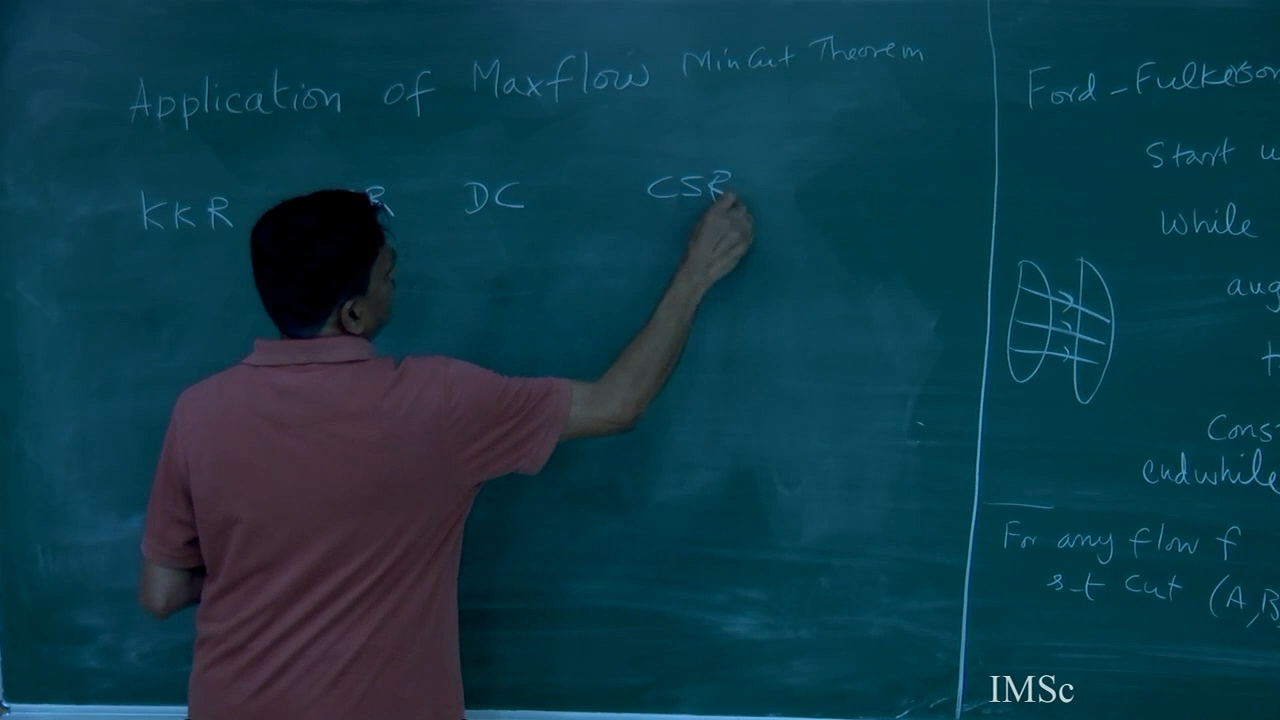 Application of Maxflow MinCut Theorem
KKR R DC CSR
Ford-Fulkerson
Start
While
aug
Cons
endwhile
For any flow f
s-t cut (A,B
IMSc